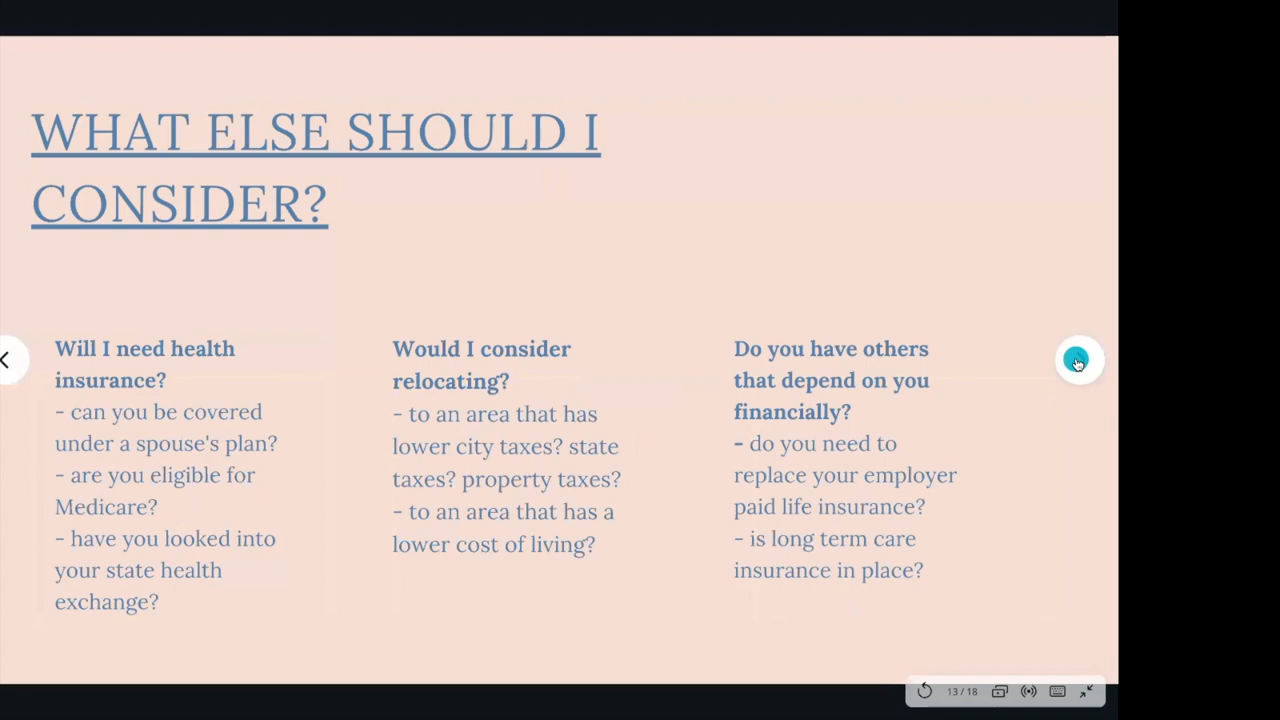 WHAT ELSE SHOULD I
CONSIDER?
Will I need health
insurance?
- can you be covered
under a spouse's plan?
- are you eligible for
Medicare?
- have you looked into
your state health
exchange?
Would I consider
relocating?
- to an area that has
lower city taxes? state
taxes? property taxes?
- to an area that has a
lower cost of living?
Do you have others
that depend on you
financially?
- do you need to
replace your employer
paid life insurance?
- is long term care
insurance in place?
13 / 18